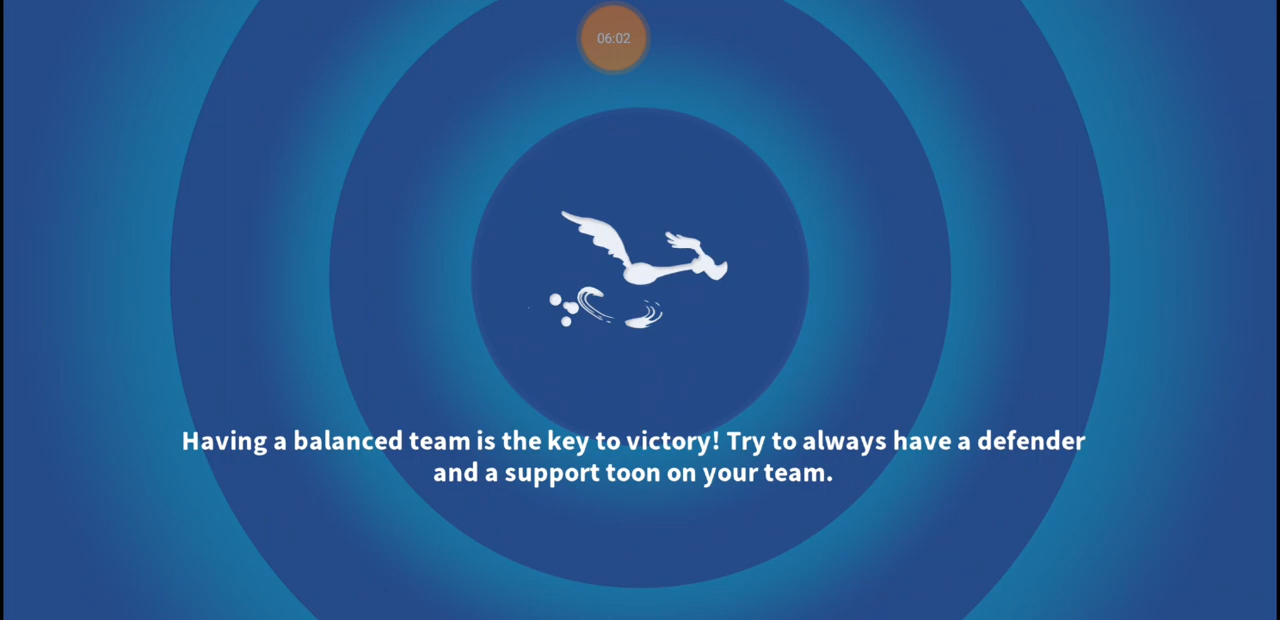 06:02
Having a balanced team is the key to victory! Try to always have a defender
and a support toon on your team.